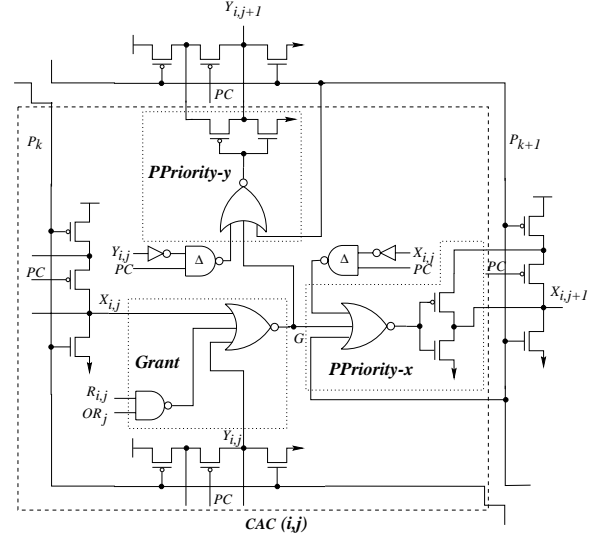 Y_{i,j+1}
PC
P_k
P_{k+1}
PPriority-y
Y_{i,j}
Δ
PC
Δ
X_{i,j}
PC
PC
PC
X_{i,j}
X_{i,j+1}
G
Grant
PPriority-x
R_{i,j}
OR_j
Y_{i,j}
PC
CAC (i,j)